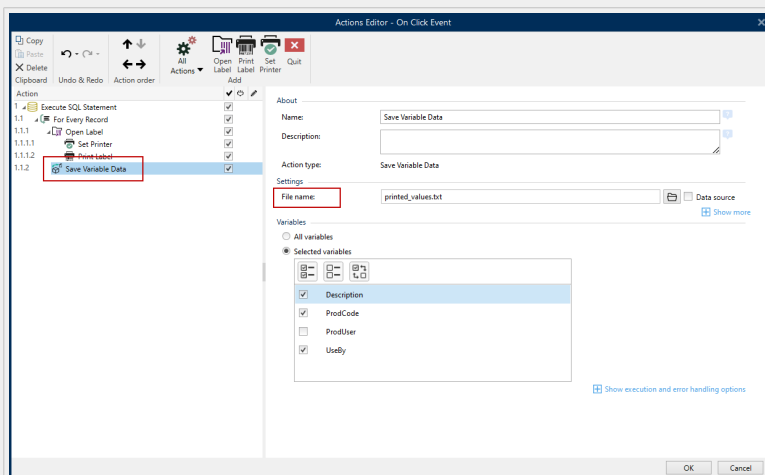 Actions Editor - On Click Event
Copy
Paste
Delete
Clipboard
Undo & Redo
Action order
All Actions
Open Label
Print Label
Set Printer
Quit
Add
Action
1 Execute SQL Statement
1.1 For Every Record
1.1.1 Open Label
1.1.1.1 Set Printer
1.1.1.2 Print Label
1.1.2 Save Variable Data
About
Name: Save Variable Data
Description:
Action type: Save Variable Data
Settings
File name: printed_values.txt Data source
Show more
Variables
All variables
Selected variables
Description
ProdCode
ProdUser
UseBy
Show execution and error handling options
OK Cancel